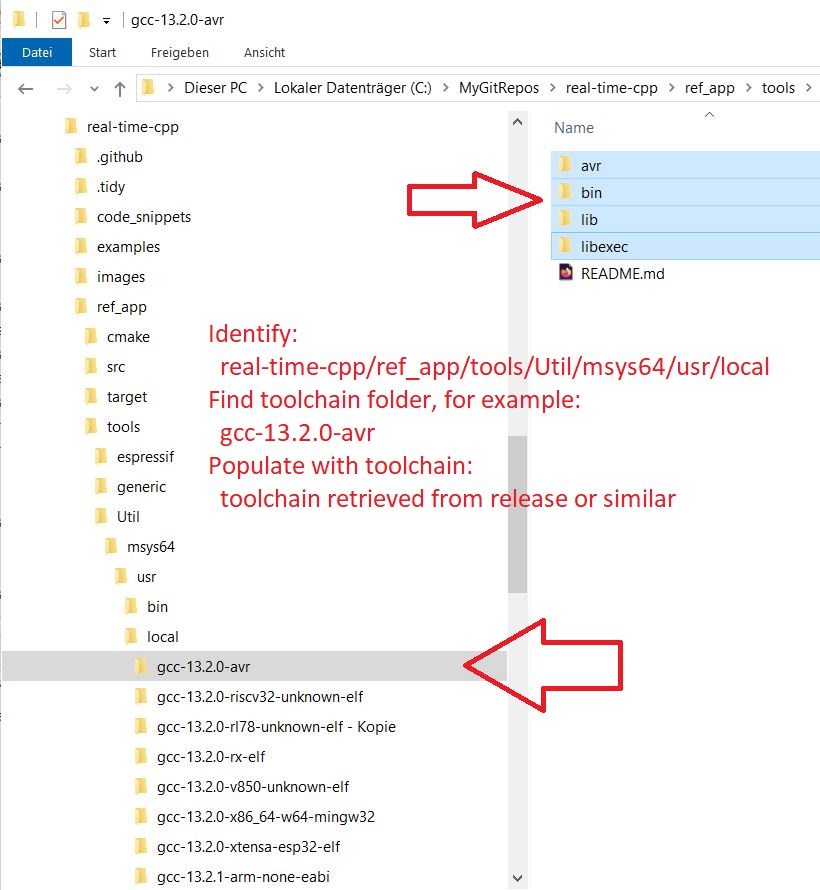 gcc-13.2.0-avr
Datei Start Freigeben Ansicht
Dieser PC Lokaler Datenträger (C:) MyGitRepos real-time-cpp ref_app tools
real-time-cpp
.github
.tidy
code_snippets
examples
images
ref_app
cmake
src
target
tools
espressif
generic
Util
msys64
usr
bin
local
gcc-13.2.0-avr
gcc-13.2.0-riscv32-unknown-elf
gcc-13.2.0-rl78-unknown-elf - Kopie
gcc-13.2.0-rx-elf
gcc-13.2.0-v850-unknown-elf
gcc-13.2.0-x86_64-w64-mingw32
gcc-13.2.0-xtensa-esp32-elf
gcc-13.2.1-arm-none-eabi
Name
avr
bin
lib
libexec
README.md
Identify:
real-time-cpp/ref_app/tools/Util/msys64/usr/local
Find toolchain folder, for example:
gcc-13.2.0-avr
Populate with toolchain:
toolchain retrieved from release or similar